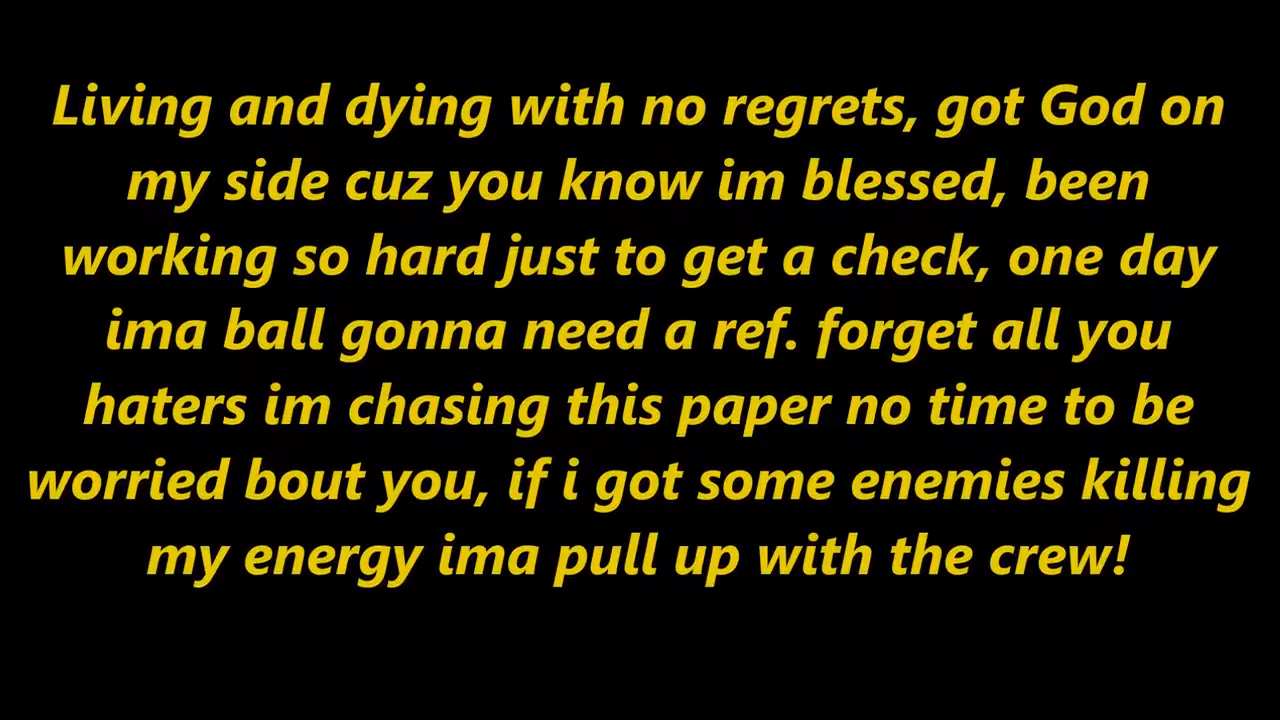 Living and dying with no regrets, got God on
my side cuz you know im blessed, been
working so hard just to get a check, one day
ima ball gonna need a ref. forget all you
haters im chasing this paper no time to be
worried bout you, if i got some enemies killing
my energy ima pull up with the crew!